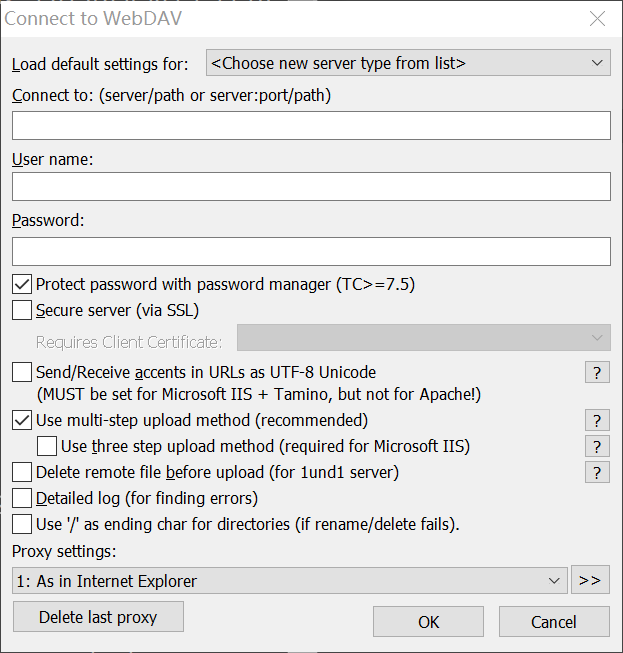 Connect to WebDAV
Load default settings for: <Choose new server type from list>
Connect to: (server/path or server:port/path)
User name:
Password:
Protect password with password manager (TC>=7.5)
Secure server (via SSL)
Requires Client Certificate:
Send/Receive accents in URLs as UTF-8 Unicode ?
(MUST be set for Microsoft IIS + Tamino, but not for Apache!)
Use multi-step upload method (recommended) ?
Use three step upload method (required for Microsoft IIS) ?
Delete remote file before upload (for 1und1 server) ?
Detailed log (for finding errors)
Use '/' as ending char for directories (if rename/delete fails).
Proxy settings:
1: As in Internet Explorer >>
Delete last proxy OK Cancel